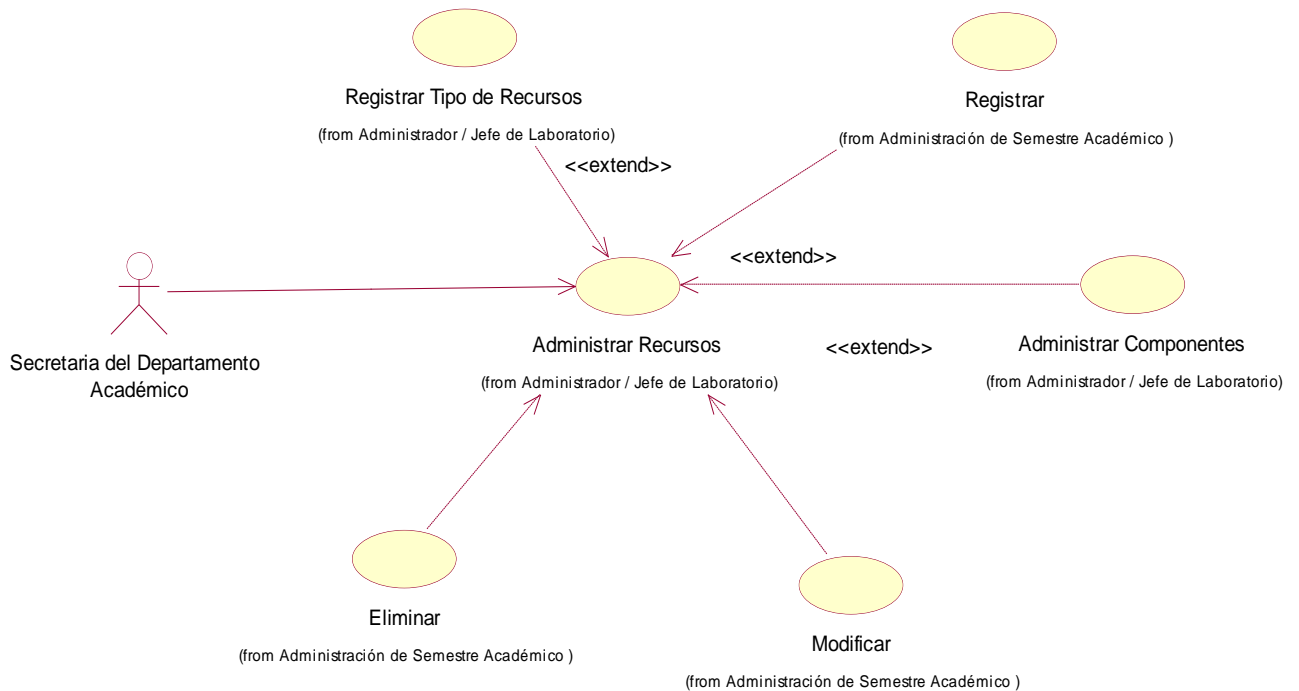 Registrar Tipo de Recursos
(from Administrador / Jefe de Laboratorio)
Registrar
(from Administración de Semestre Académico )
<<extend>>
<<extend>>
Secretaria del Departamento
Académico
Administrar Recursos
(from Administrador / Jefe de Laboratorio)
<<extend>>
Administrar Componentes
(from Administrador / Jefe de Laboratorio)
Eliminar
(from Administración de Semestre Académico )
Modificar
(from Administración de Semestre Académico )